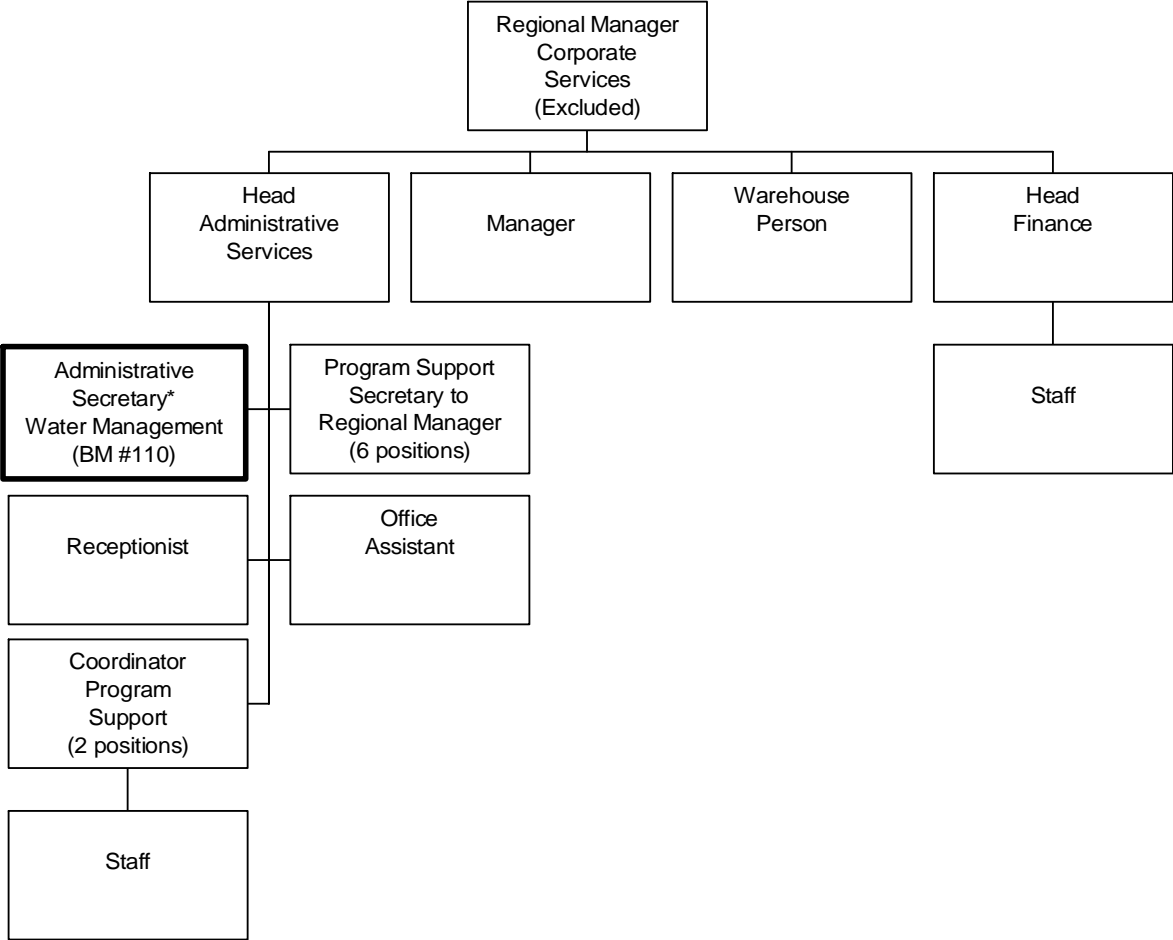 Regional Manager
Corporate
Services
(Excluded)
Head
Administrative
Services
Manager
Warehouse
Person
Head
Finance
Administrative
Secretary*
Water Management
(BM #110)
Program Support
Secretary to
Regional Manager
(6 positions)
Staff
Receptionist
Office
Assistant
Coordinator
Program
Support
(2 positions)
Staff